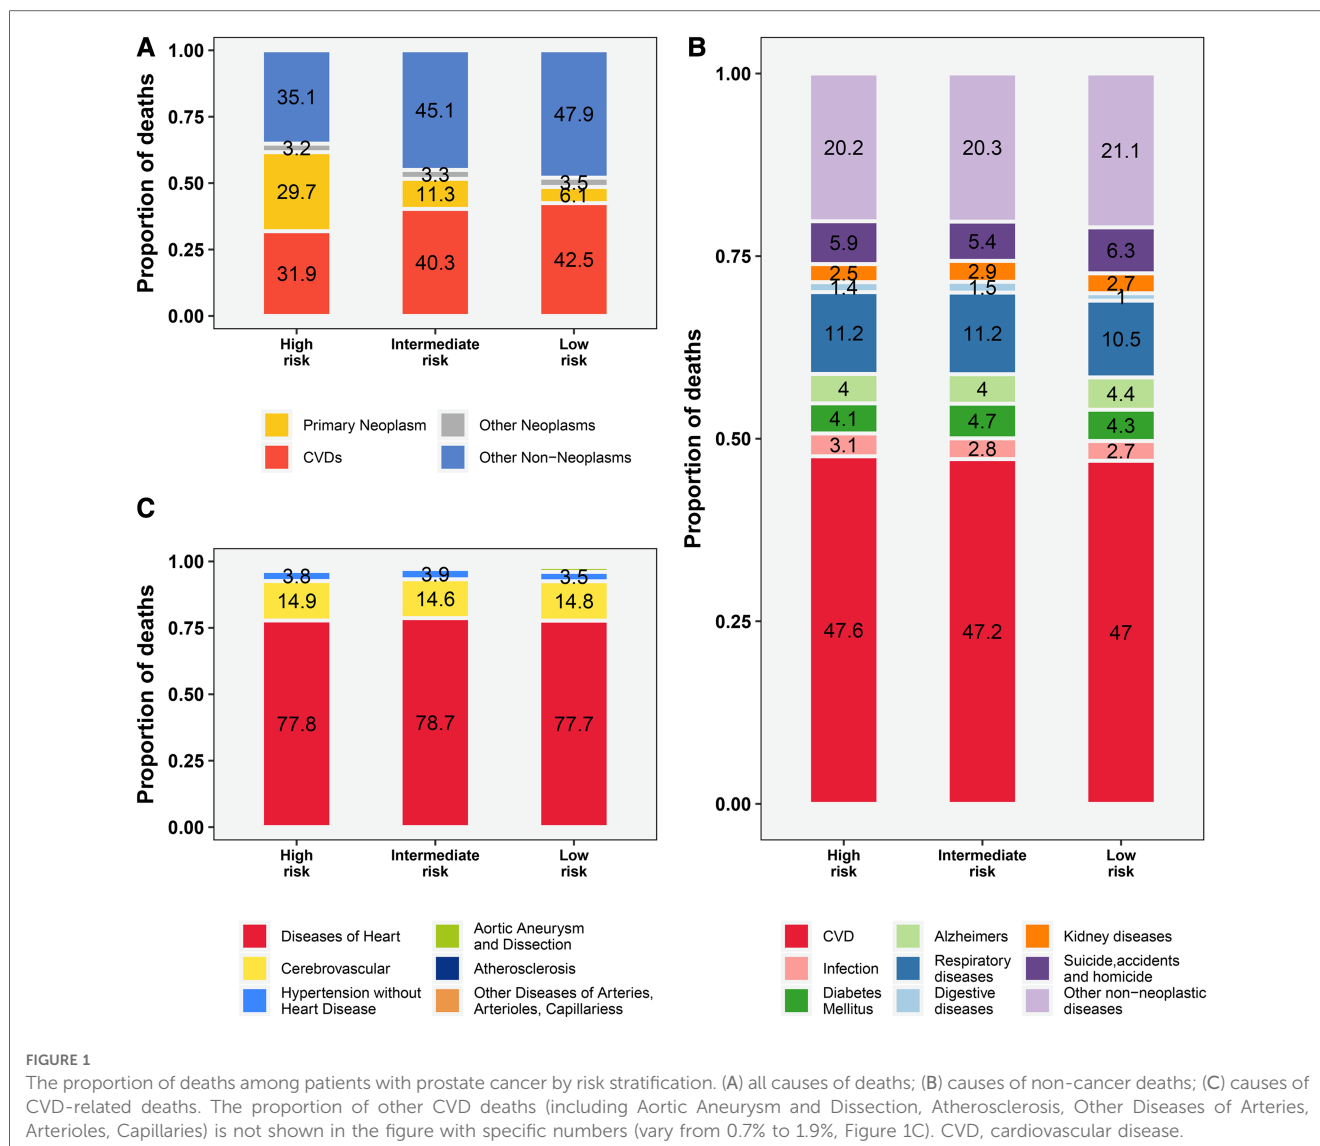 A
Proportion of deaths
1.00
0.75
0.50
0.25
0.00
35.1
3.2
29.7
31.9
45.1
3.3
11.3
40.3
47.9
3.5
6.1
42.5
High
risk
Intermediate
risk
Low
risk
Primary Neoplasm
CVDs
Other Neoplasms
Other Non−Neoplasms
B
Proportion of deaths
1.00
0.75
0.50
0.25
0.00
20.2
5.9
2.5
1.4
11.2
4
4.1
3.1
47.6
20.3
5.4
2.9
1.5
11.2
4
4.7
2.8
47.2
21.1
6.3
2.7
1
10.5
4.4
4.3
2.7
47
High
risk
Intermediate
risk
Low
risk
CVD
Infection
Diabetes
Mellitus
Alzheimers
Respiratory
diseases
Digestive
diseases
Kidney diseases
Suicide,accidents
and homicide
Other non−neoplastic
diseases
C
Proportion of deaths
1.00
0.75
0.50
0.25
0.00
3.8
14.9
77.8
3.9
14.6
78.7
3.5
14.8
77.7
High
risk
Intermediate
risk
Low
risk
Diseases of Heart
Cerebrovascular
Hypertension without
Heart Disease
Aortic Aneurysm
and Dissection
Atherosclerosis
Other Diseases of Arteries,
Arterioles, Capillariess
FIGURE 1
The proportion of deaths among patients with prostate cancer by risk stratification. (A) all causes of deaths; (B) causes of non-cancer deaths; (C) causes of
CVD-related deaths. The proportion of other CVD deaths (including Aortic Aneurysm and Dissection, Atherosclerosis, Other Diseases of Arteries,
Arterioles, Capillaries) is not shown in the figure with specific numbers (vary from 0.7% to 1.9%, Figure 1C). CVD, cardiovascular disease.